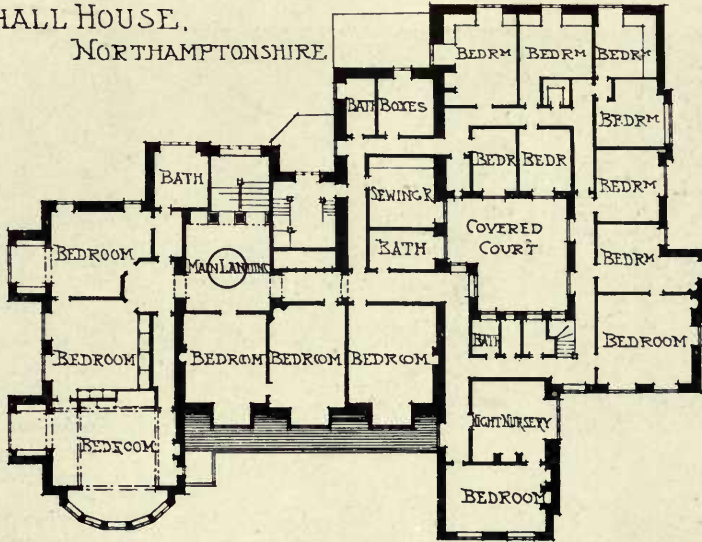 HALL HOUSE,
NORTHAMPTONSHIRE
BEDRM
BEDRM
BEDRM
BATH
BOXES
BEDRM
BEDR
BEDR
BATH
SEWING R
BEDRM
COVERED
COURT
BEDROOM
MAIN LANDING
BATH
BEDRM
BEDROOM
BEDROOM
BEDROOM
BEDROOM
BATH
BEDROOM
NIGHT NURSERY
BEDROOM
BEDROOM